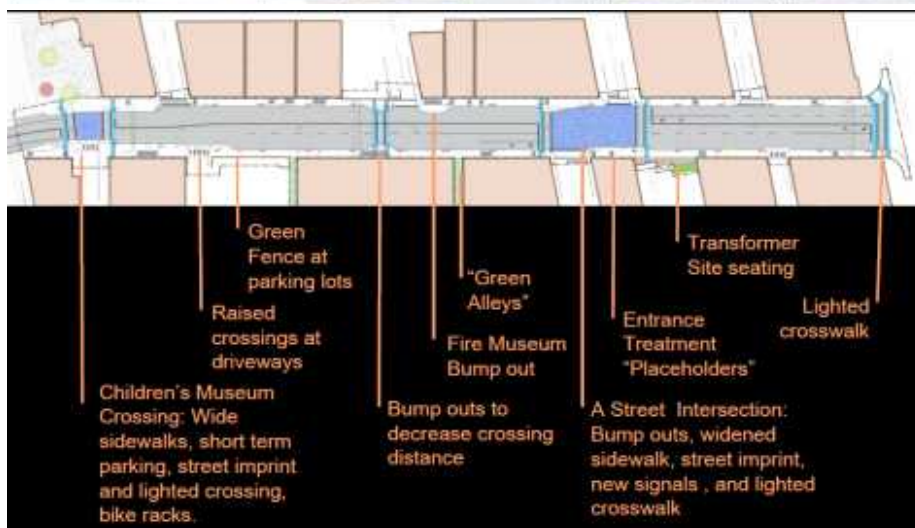 Green
Fence at
parking lots
Raised
crossings at
driveways
Children's Museum
Crossing: Wide
sidewalks, short term
parking, street imprint
and lighted crossing,
bike racks.
"Green
Alleys"
Fire Museum
Bump out
Bump outs to
decrease crossing
distance
Transformer
Site seating
Entrance
Treatment
"Placeholders"
Lighted
crosswalk
A Street Intersection:
Bump outs, widened
sidewalk, street imprint,
new signals , and lighted
crosswalk